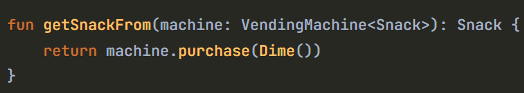 fun getSnackFrom(machine: VendingMachine<Snack>): Snack {
    return machine.purchase(Dime())
}